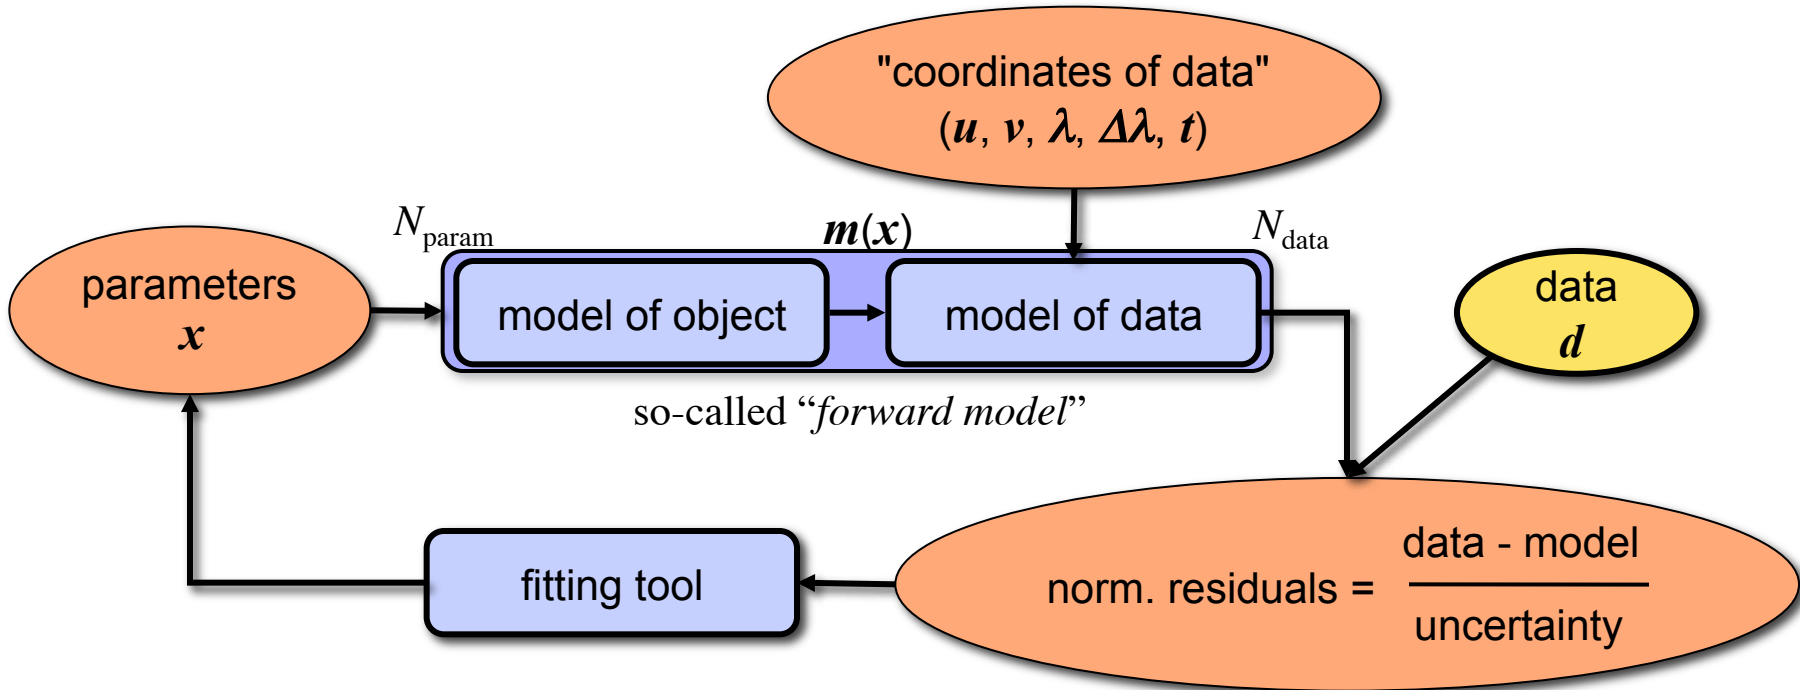 "coordinates of data"
(u, v, λ, Δλ, t)
N_param
m(x)
N_data
parameters
x
model of object
model of data
data
d
so-called “forward model”
fitting tool
norm. residuals =
data - model
uncertainty